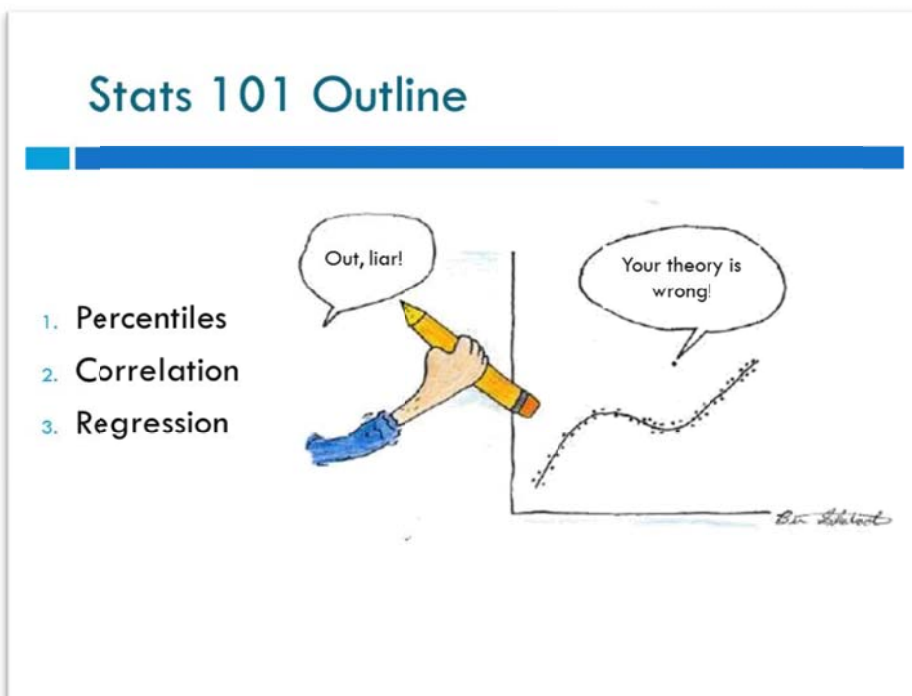 Stats 101 Outline
Out, liar!
Your theory is
wrong!
1. Percentiles
2. Correlation
3. Regression